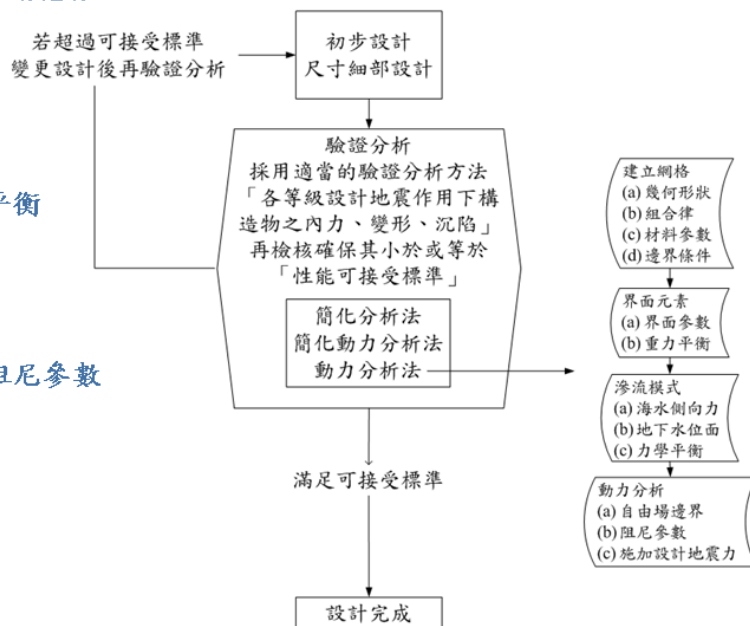 若超過可接受標準
變更設計後再驗證分析
初步設計
尺寸細部設計
驗證分析
採用適當的驗證分析方法
「各等級設計地震作用下構
造物之內力、變形、沉陷」
再檢核確保其小於或等於
「性能可接受標準」
簡化分析法
簡化動力分析法
動力分析法
滿足可接受標準
設計完成
建立網格
(a) 幾何形狀
(b) 組合律
(c) 材料參數
(d) 邊界條件
界面元素
(a) 界面參數
(b) 重力平衡
滲流模式
(a) 海水側向力
(b) 地下水位面
(c) 力學平衡
動力分析
(a) 自由場邊界
(b) 阻尼參數
(c) 施加設計地震力
衡
尼參數